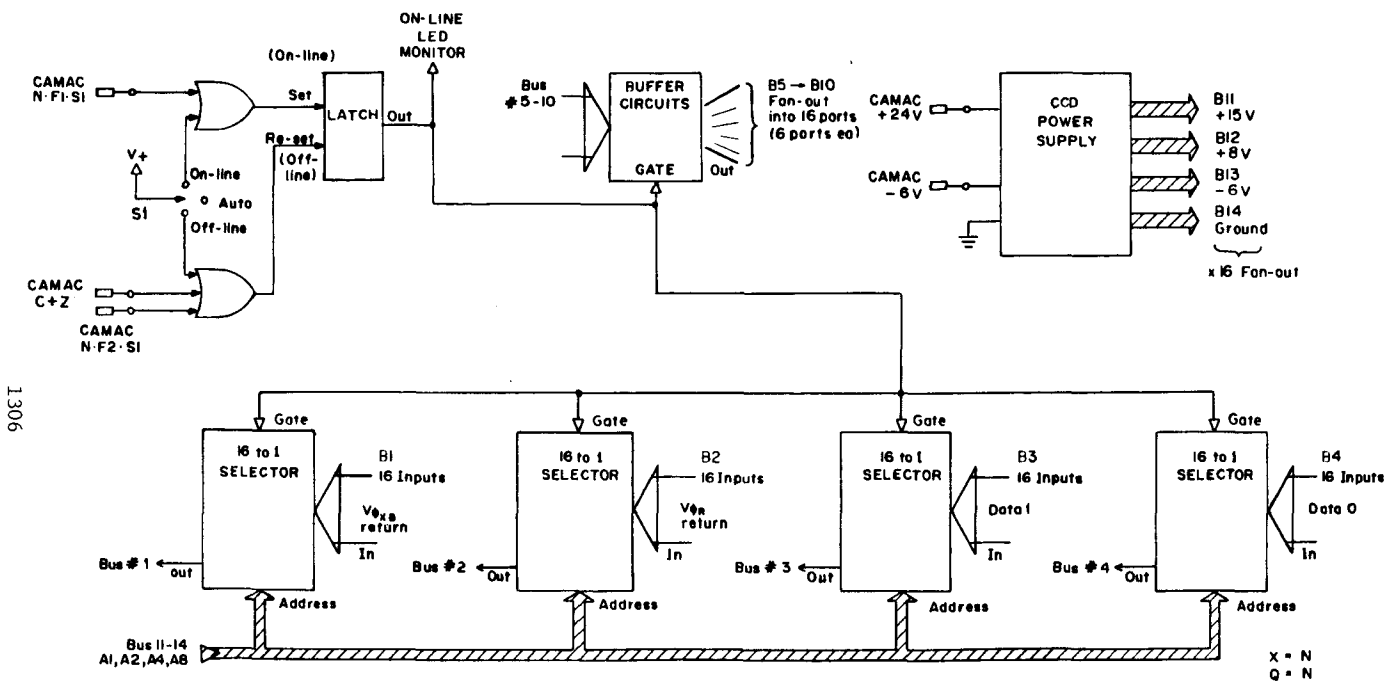 ON-LINE
LED
MONITOR
(On-line)
CAMAC
N·F1·S1
Set
LATCH
Out
Re-set
(Off-
line)
V+
S1
On-line
Auto
Off-line
CAMAC
C+Z
CAMAC
N·F2·S1
Bus
#5-10
BUFFER
CIRCUITS
GATE
Out
B5 → B10
Fan-out
into 16 ports
(6 parts ea)
CAMAC
+24V
CAMAC
-6V
CCD
POWER
SUPPLY
B11
+15V
B12
+8V
B13
-6V
B14
Ground
x 16 Fan-out
1306
Gate
16 to 1
SELECTOR
B1
16 Inputs
return
In
Bus #1
out
Address
Gate
16 to 1
SELECTOR
B2
16 Inputs
VΦR
return
In
Bus #2
Out
Address
Gate
16 to 1
SELECTOR
B3
16 Inputs
Data 1
In
Bus #3
Out
Address
Gate
16 to 1
SELECTOR
B4
16 Inputs
Data 0
In
Bus #4
Out
Address
Bus 11-14
A1, A2, A4, A8
X = N
Q = N